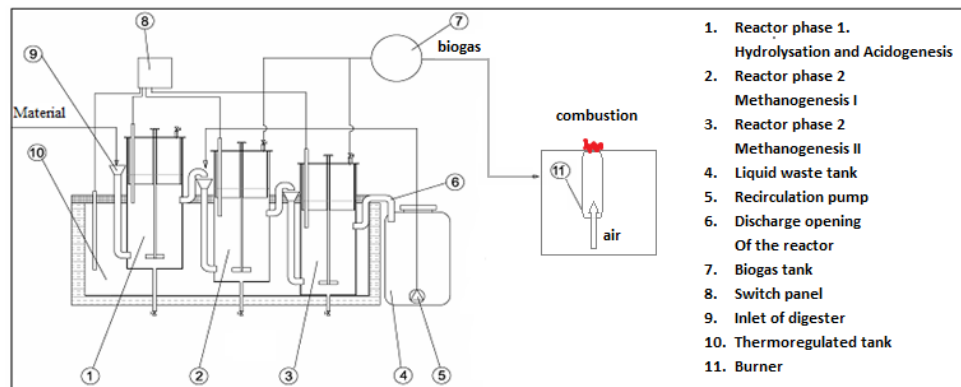 8
7
biogas
9
Material
10
6
combustion
11
air
1
2
3
4
5
1. Reactor phase 1.
Hydrolysation and Acidogenesis
2. Reactor phase 2
Methanogenesis I
3. Reactor phase 2
Methanogenesis II
4. Liquid waste tank
5. Recirculation pump
6. Discharge opening
Of the reactor
7. Biogas tank
8. Switch panel
9. Inlet of digester
10. Thermoregulated tank
11. Burner